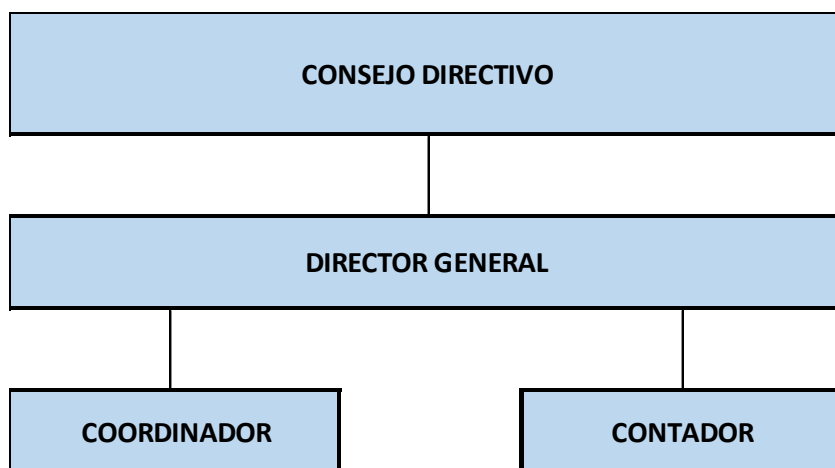 CONSEJO DIRECTIVO
DIRECTOR GENERAL
COORDINADOR
CONTADOR